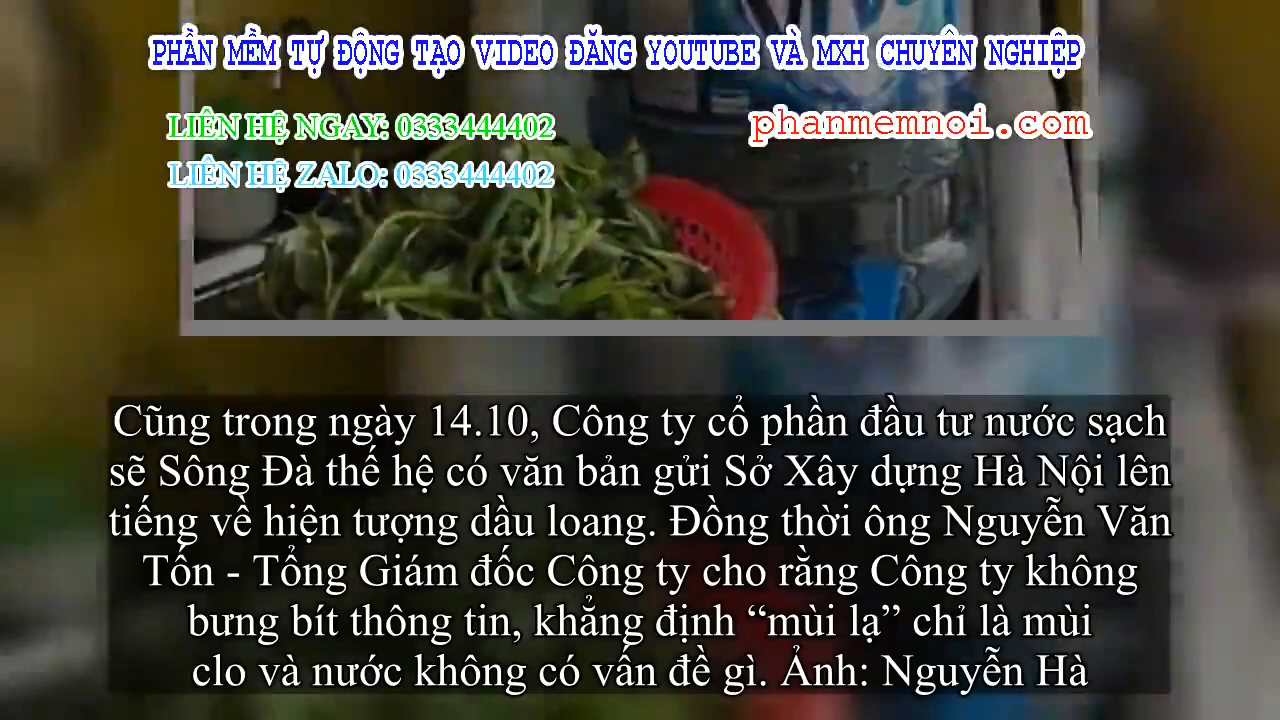 PHẦN MỀM TỰ ĐỘNG TẠO VIDEO ĐĂNG YOUTUBE VÀ MXH CHUYÊN NGHIỆP
LIÊN HỆ NGAY: 0333444402
phanmemnoi.com
LIÊN HỆ ZALO: 0333444402
Cũng trong ngày 14.10, Công ty cổ phần đầu tư nước sạch
sẽ Sông Đà thế hệ có văn bản gửi Sở Xây dựng Hà Nội lên
tiếng về hiện tượng dầu loang. Đồng thời ông Nguyễn Văn
Tốn - Tổng Giám đốc Công ty cho rằng Công ty không
bưng bít thông tin, khẳng định “mùi lạ” chỉ là mùi
clo và nước không có vấn đề gì. Ảnh: Nguyễn Hà